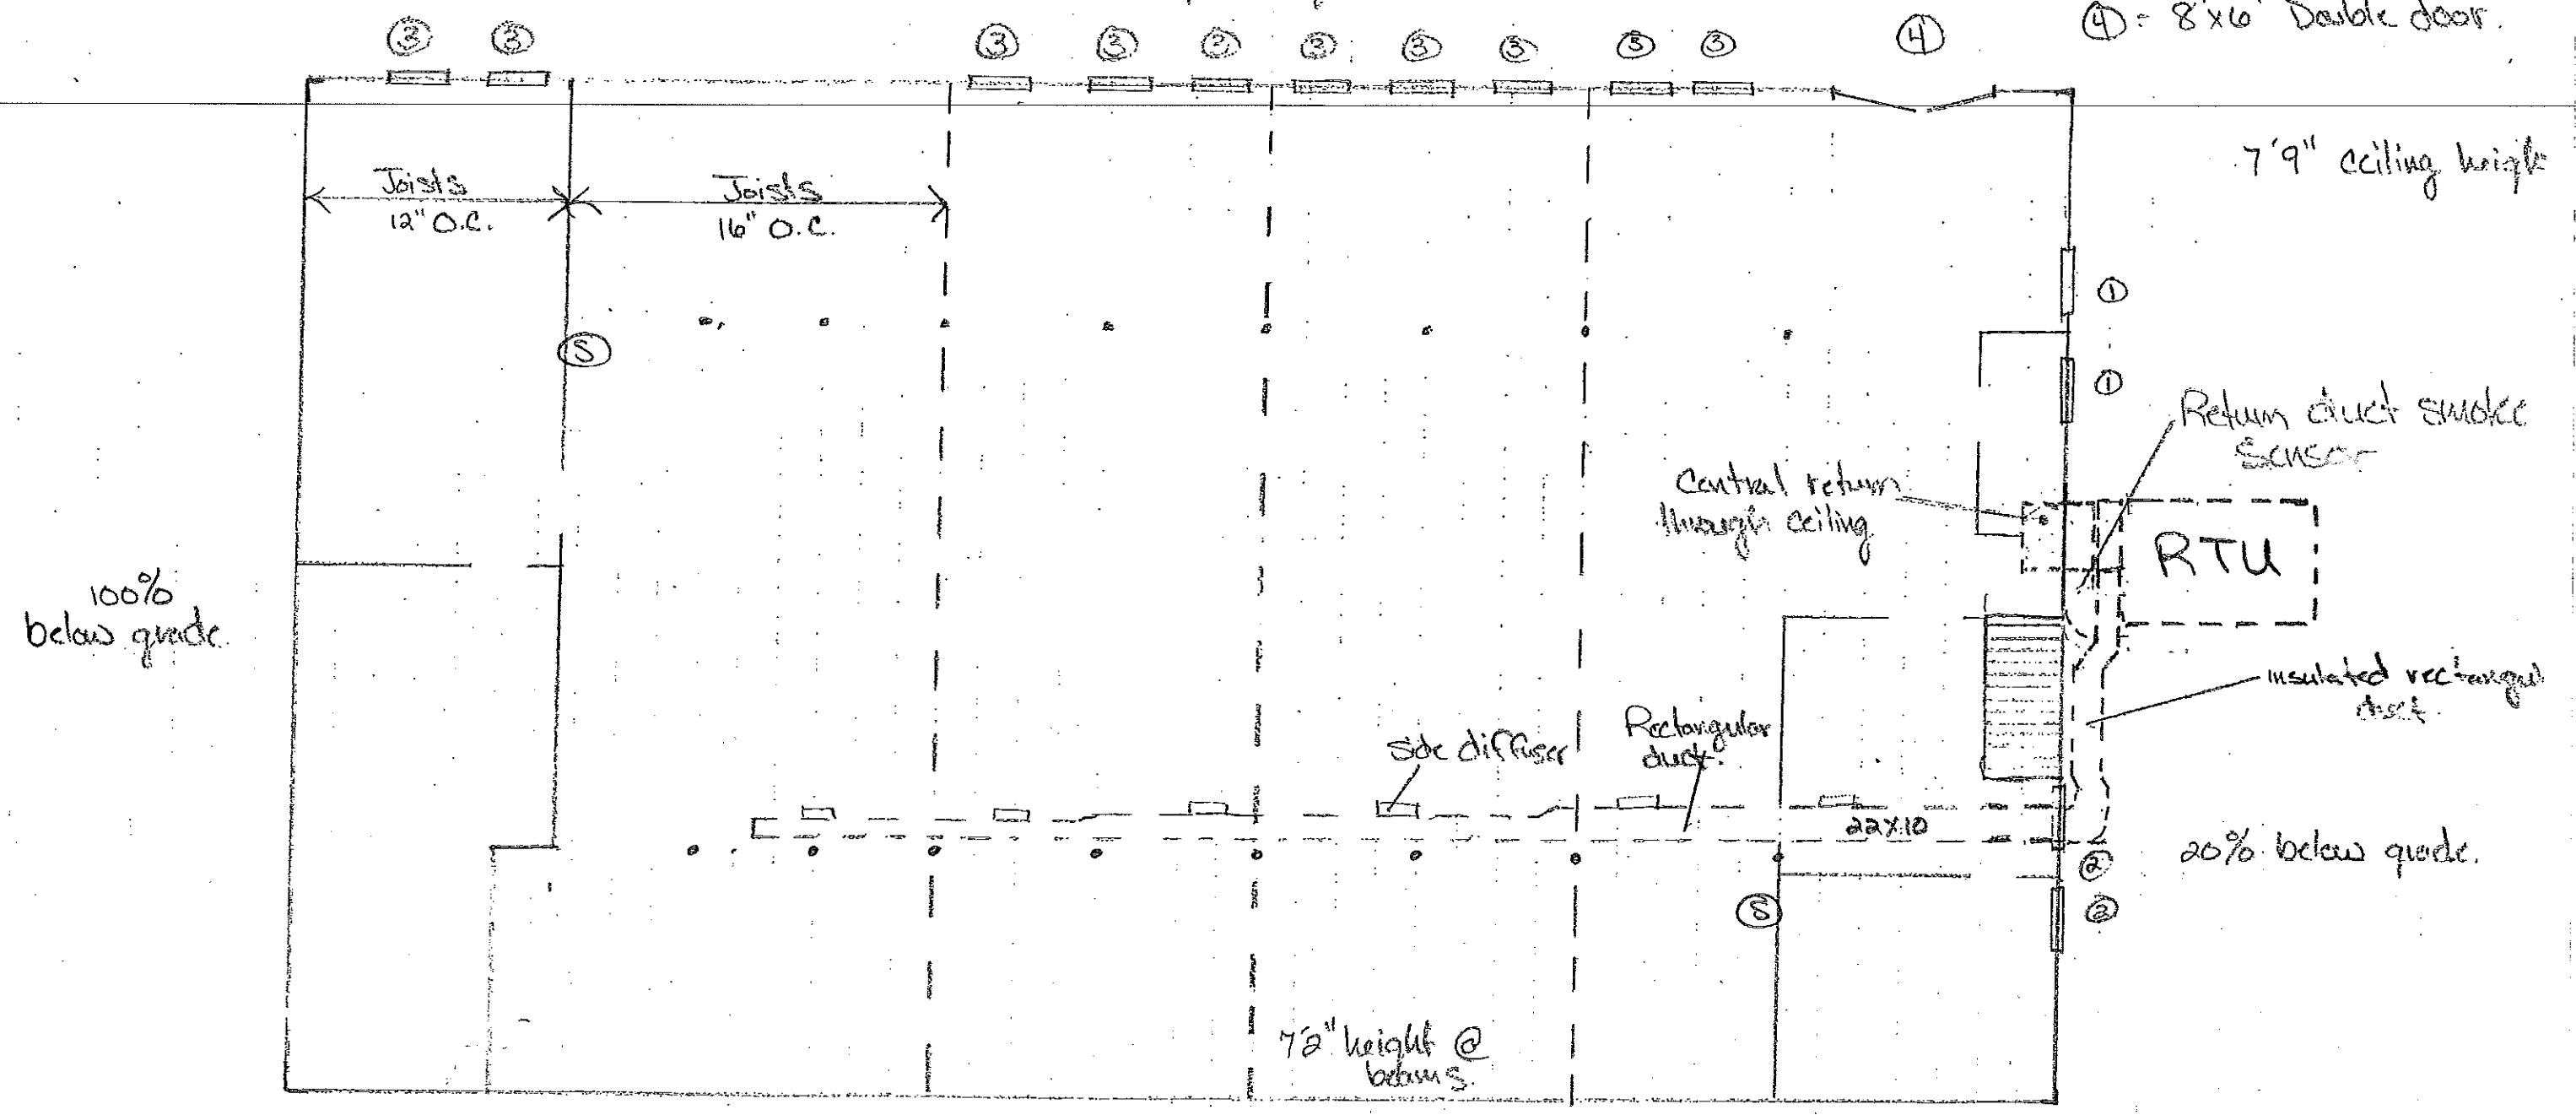 ④ = 8'x6' Double door.
③ ③ ③ ③ ③ ③ ③ ③ ③ ③ ④
7'9" ceiling height
Joists
12" O.C.
Joists
16" O.C.
①
Ⓢ
①
Return duct smoke
sensor
Central return
through ceiling
RTU
100%
below grade.
insulated rectangul
duct.
Rectangular
duct.
Side diffuser
22x10
20% below grade.
②
Ⓢ
②
7'2" height @
beams.